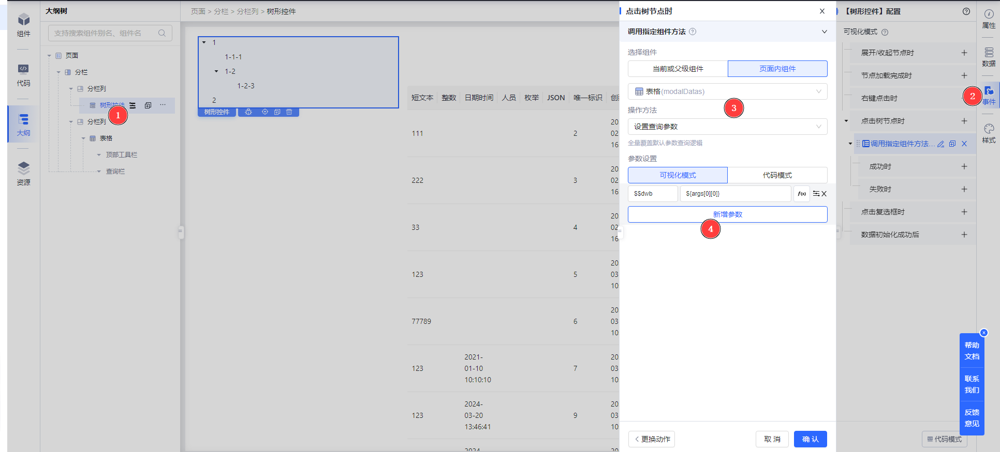 组件
代码
大纲
资源
大纲树
支持搜索组件别名、组件名
页面
分栏
分栏列
树形控件
1
分栏列
表格
顶部工具栏
查询栏
页面 > 分栏 > 分栏列 > 树形控件
1
1-1-1
1-2
1-2-3
2
树形控件
短文本 整数 日期时间 人员 枚举 JSON 唯一标识 创
111 2 20
02
16
222 3 20
02
16
33 4 20
02
16
123 5 20
03
10
77789 6 20
03
10
123 2021-01-10 10:10:10 7 20
03
10
123 2024-03-20 13:46:41 9 20
03
10
2024- 20
点击树节点时
调用指定组件方法
选择组件
当前或父级组件 页面内组件
表格(modalDatas)
3
操作方法
设置查询参数
全量覆盖默认参数查询逻辑
参数设置
可视化模式 代码模式
$$dwb ${args[0][0]} f(x)
新增参数
4
更换动作 取 消 确 认
【树形控件】配置
可视化模式
展开/收起节点时
节点加载完成时
右键点击时
点击树节点时
调用指定组件方法...
成功时
失败时
点击复选框时
数据初始化成功后
代码模式
属性
数据
2
事件
样式
帮助
文档
联系
我们
反馈
意见